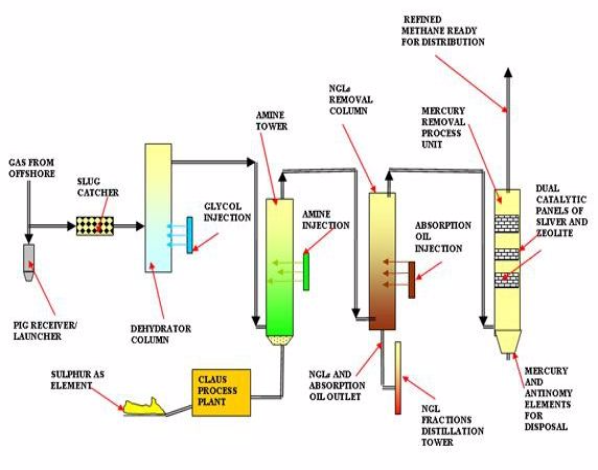 REFINED
METHANE READY
FOR DISTRIBUTION
NGLs
REMOVAL
COLUMN
AMINE
TOWER
MERCURY
REMOVAL
PROCESS
UNIT
GAS FROM
OFFSHORE
SLUG
CATCHER
GLYCOL
INJECTION
AMINE
INJECTION
ABSORPTION
OIL
INJECTION
DUAL
CATALYTIC
PANELS OF
SLIVER AND
ZEOLITE
PIG RECEIVER/
LAUNCHER
DEHYDRATOR
COLUMN
SULPHUR AS
ELEMENT
CLAUS
PROCESS
PLANT
NGLs AND
ABSORPTION
OIL OUTLET
NGL
FRACTIONS
DISTILLATION
TOWER
MERCURY
AND
ANTINOMY
ELEMENTS
FOR
DISPOSAL